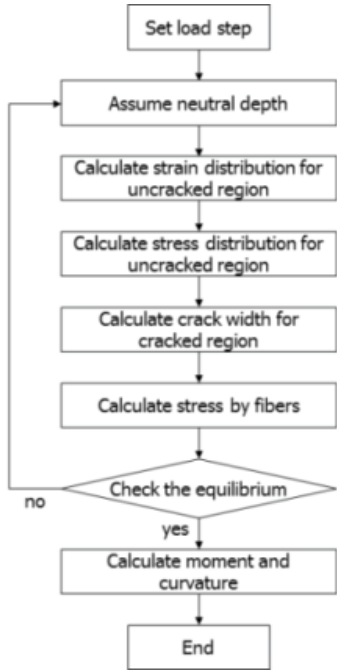 Set load step
Assume neutral depth
Calculate strain distribution for
uncracked region
Calculate stress distribution for
uncracked region
Calculate crack width for
cracked region
Calculate stress by fibers
Check the equilibrium
no
yes
Calculate moment and
curvature
End